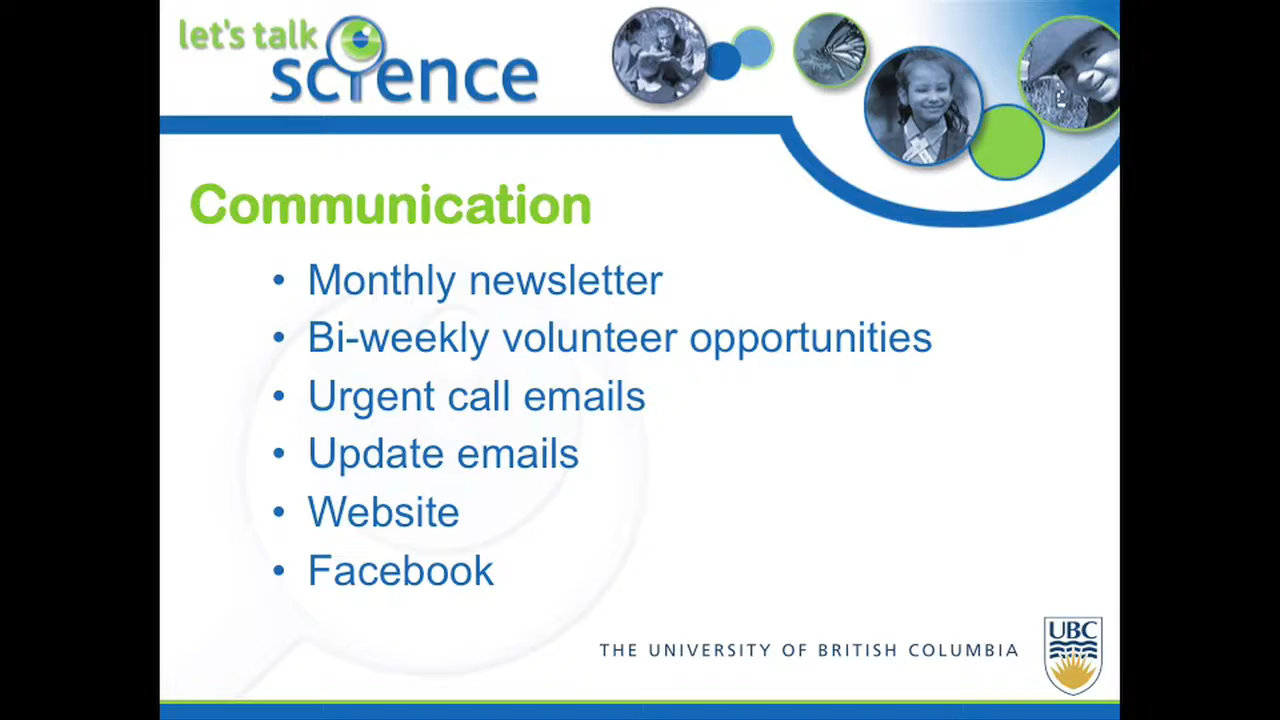 let's talk
science
Communication
• Monthly newsletter
• Bi-weekly volunteer opportunities
• Urgent call emails
• Update emails
• Website
• Facebook
THE UNIVERSITY OF BRITISH COLUMBIA
UBC